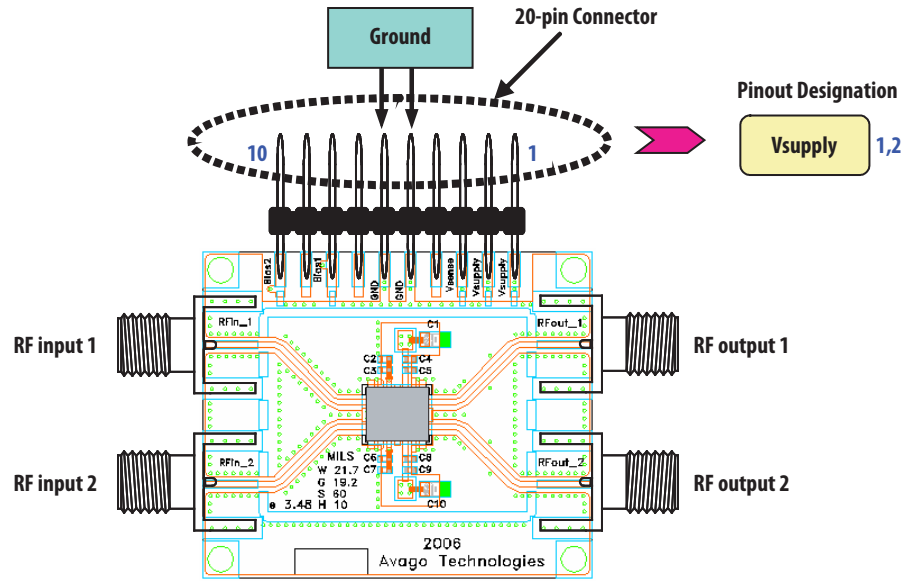 20-pin Connector
Ground
Pinout Designation
10
1
Vsupply
1,2
Bias2
Bias1
GND
GND
Vsense
Vsupply
Vsupply
RFin_1
C1
RFout_1
RF input 1
RF output 1
C2
C4
C3
C5
RFin_2
MILS
C6
C8
RFout_2
W 21.7
C7
C9
RF input 2
G 19.2
RF output 2
S 60
e 3.48 H 10
C10
2006
Avago Technologies